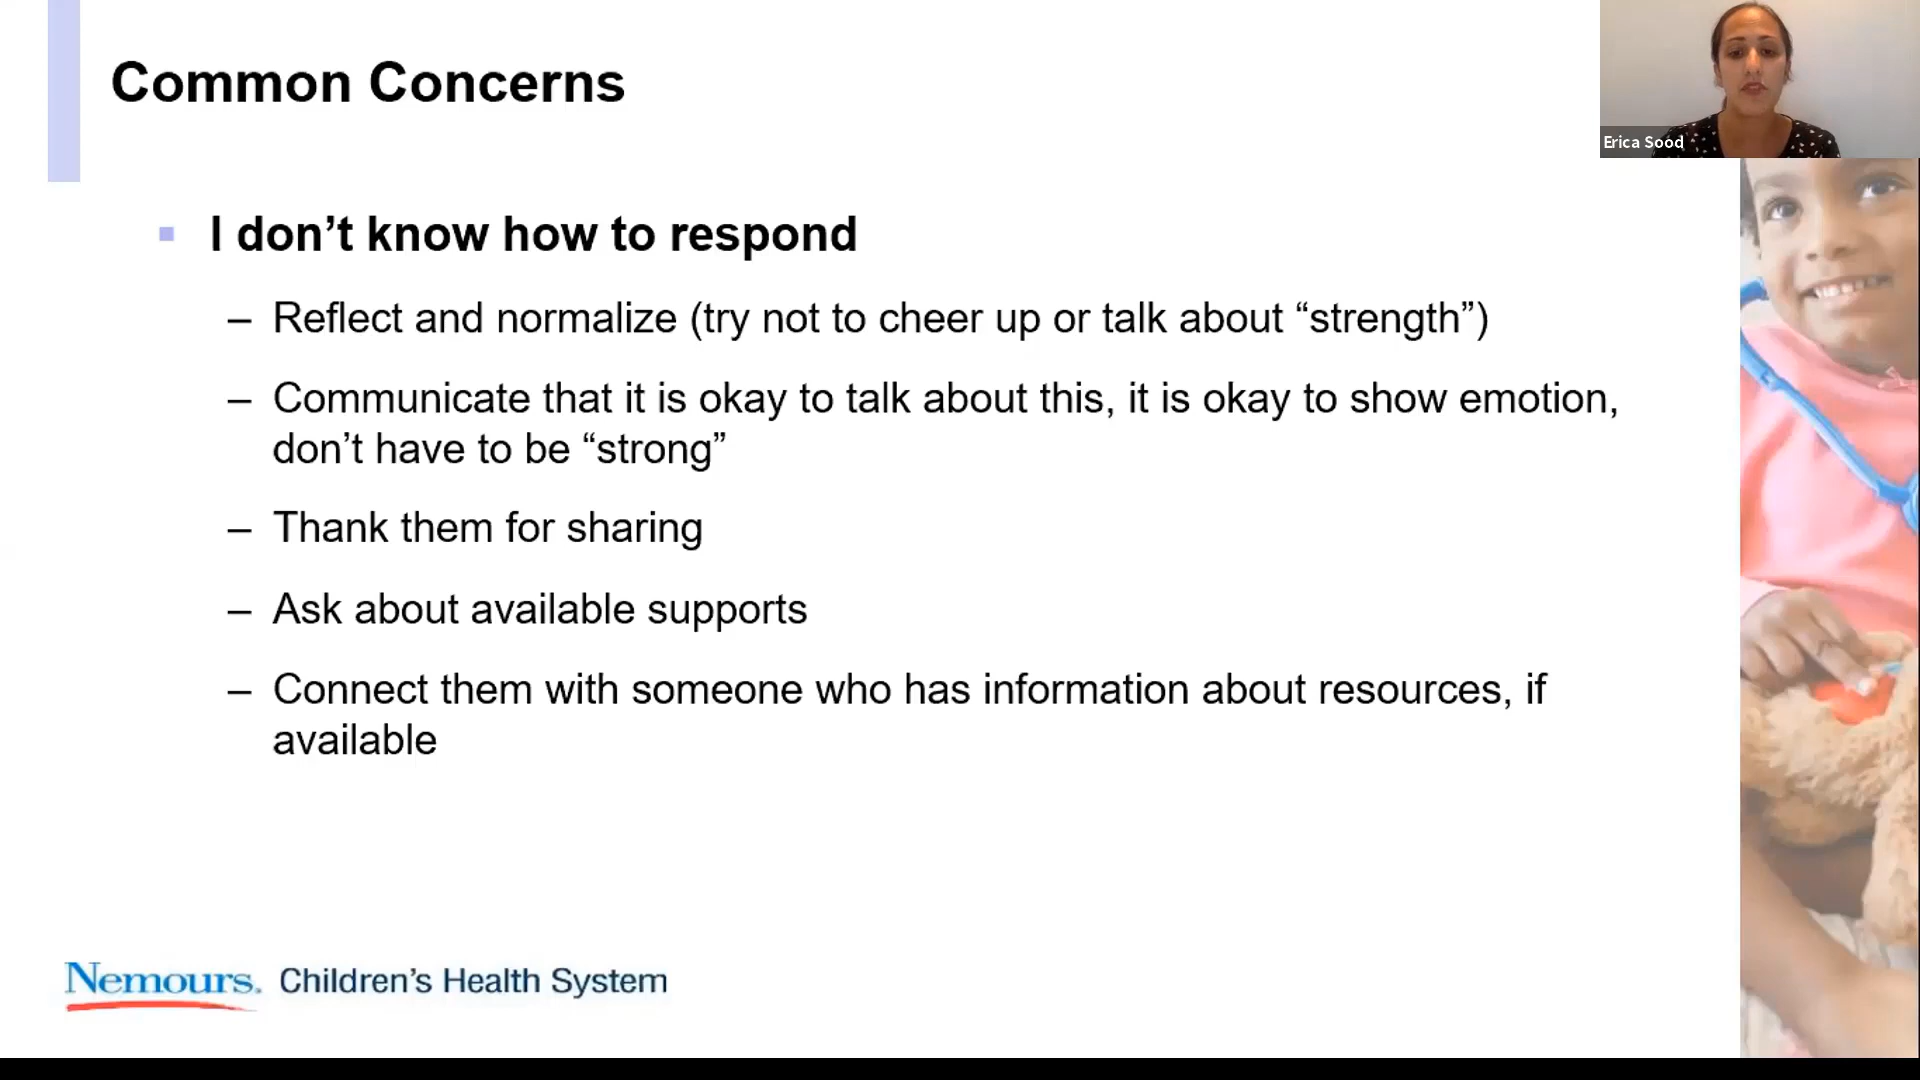 Common Concerns
Erica Sood
▪ I don’t know how to respond
– Reflect and normalize (try not to cheer up or talk about “strength”)
– Communicate that it is okay to talk about this, it is okay to show emotion,
don’t have to be “strong”
– Thank them for sharing
– Ask about available supports
– Connect them with someone who has information about resources, if
available
Nemours. Children’s Health System